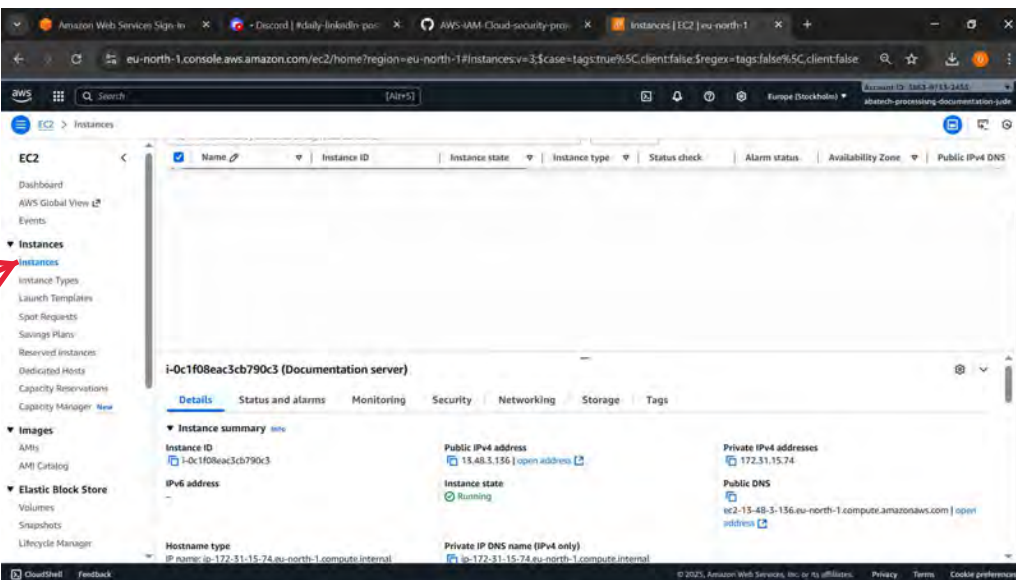 Amazon Web Services Sign-In
Discord | #daily-linkedin-pos
AWS-IAM-Cloud-security-pro
Instances | EC2 | eu-north-1
eu-north-1.console.aws.amazon.com/ec2/home?region=eu-north-1#Instances:v=3;$case=tags:true%5C,client:false;$regex=tags:false%5C,client:false
aws
Search
[Alt+S]
Europe (Stockholm)
EC2 > Instances
EC2
Dashboard
AWS Global View
Events
Instances
Instances
Instance Types
Launch Templates
Spot Requests
Savings Plans
Reserved Instances
Dedicated Hosts
Capacity Reservations
Capacity Manager New
Images
AMIs
AMI Catalog
Elastic Block Store
Volumes
Snapshots
Lifecycle Manager
Name Instance ID Instance state Instance type Status check Alarm status Availability Zone Public IPv4 DNS
i-0c1f08eac3cb790c3 (Documentation server)
Details Status and alarms Monitoring Security Networking Storage Tags
Instance summary Info
Instance ID
i-0c1f08eac3cb790c3
Public IPv4 address
13.48.3.136 | open address
Private IPv4 addresses
172.31.15.74
IPv6 address
–
Instance state
Running
Public DNS
ec2-13-48-3-136.eu-north-1.compute.amazonaws.com | open address
Hostname type
IP name: ip-172-31-15-74.eu-north-1.compute.internal
Private IP DNS name (IPv4 only)
ip-172-31-15-74.eu-north-1.compute.internal
CloudShell Feedback
© 2025, Amazon Web Services, Inc. or its affiliates. Privacy Terms Cookie preferences